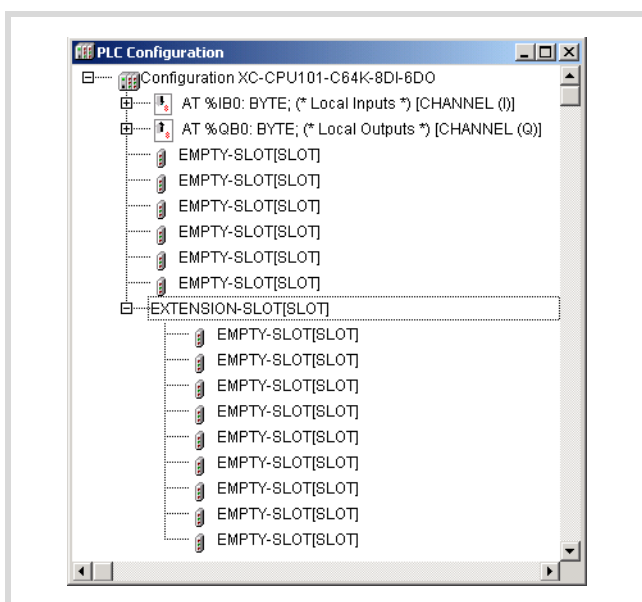 PLC Configuration
Configuration XC-CPU101-C64K-8DI-6DO
AT %IB0: BYTE; (* Local Inputs *) [CHANNEL (I)]
AT %QB0: BYTE; (* Local Outputs *) [CHANNEL (Q)]
EMPTY-SLOT[SLOT]
EMPTY-SLOT[SLOT]
EMPTY-SLOT[SLOT]
EMPTY-SLOT[SLOT]
EMPTY-SLOT[SLOT]
EMPTY-SLOT[SLOT]
EXTENSION-SLOT[SLOT]
EMPTY-SLOT[SLOT]
EMPTY-SLOT[SLOT]
EMPTY-SLOT[SLOT]
EMPTY-SLOT[SLOT]
EMPTY-SLOT[SLOT]
EMPTY-SLOT[SLOT]
EMPTY-SLOT[SLOT]
EMPTY-SLOT[SLOT]
EMPTY-SLOT[SLOT]